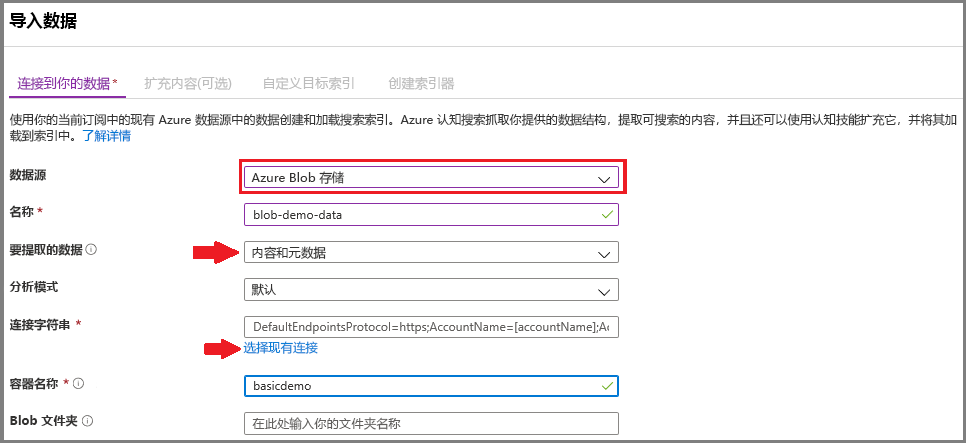 导入数据
连接到你的数据* 扩充内容(可选) 自定义目标索引 创建索引器
使用你的当前订阅中的现有 Azure 数据源中的数据创建和加载搜索索引。Azure 认知搜索抓取你提供的数据结构，提取可搜索的内容，并且还可以使用认知技能扩充它，并将其加
载到索引中。了解详情
数据源 Azure Blob 存储
名称 * blob-demo-data
要提取的数据 内容和元数据
分析模式 默认
连接字符串 * DefaultEndpointsProtocol=https;AccountName=[accountName];Ac
选择现有连接
容器名称 * basicdemo
Blob 文件夹 在此处输入你的文件夹名称